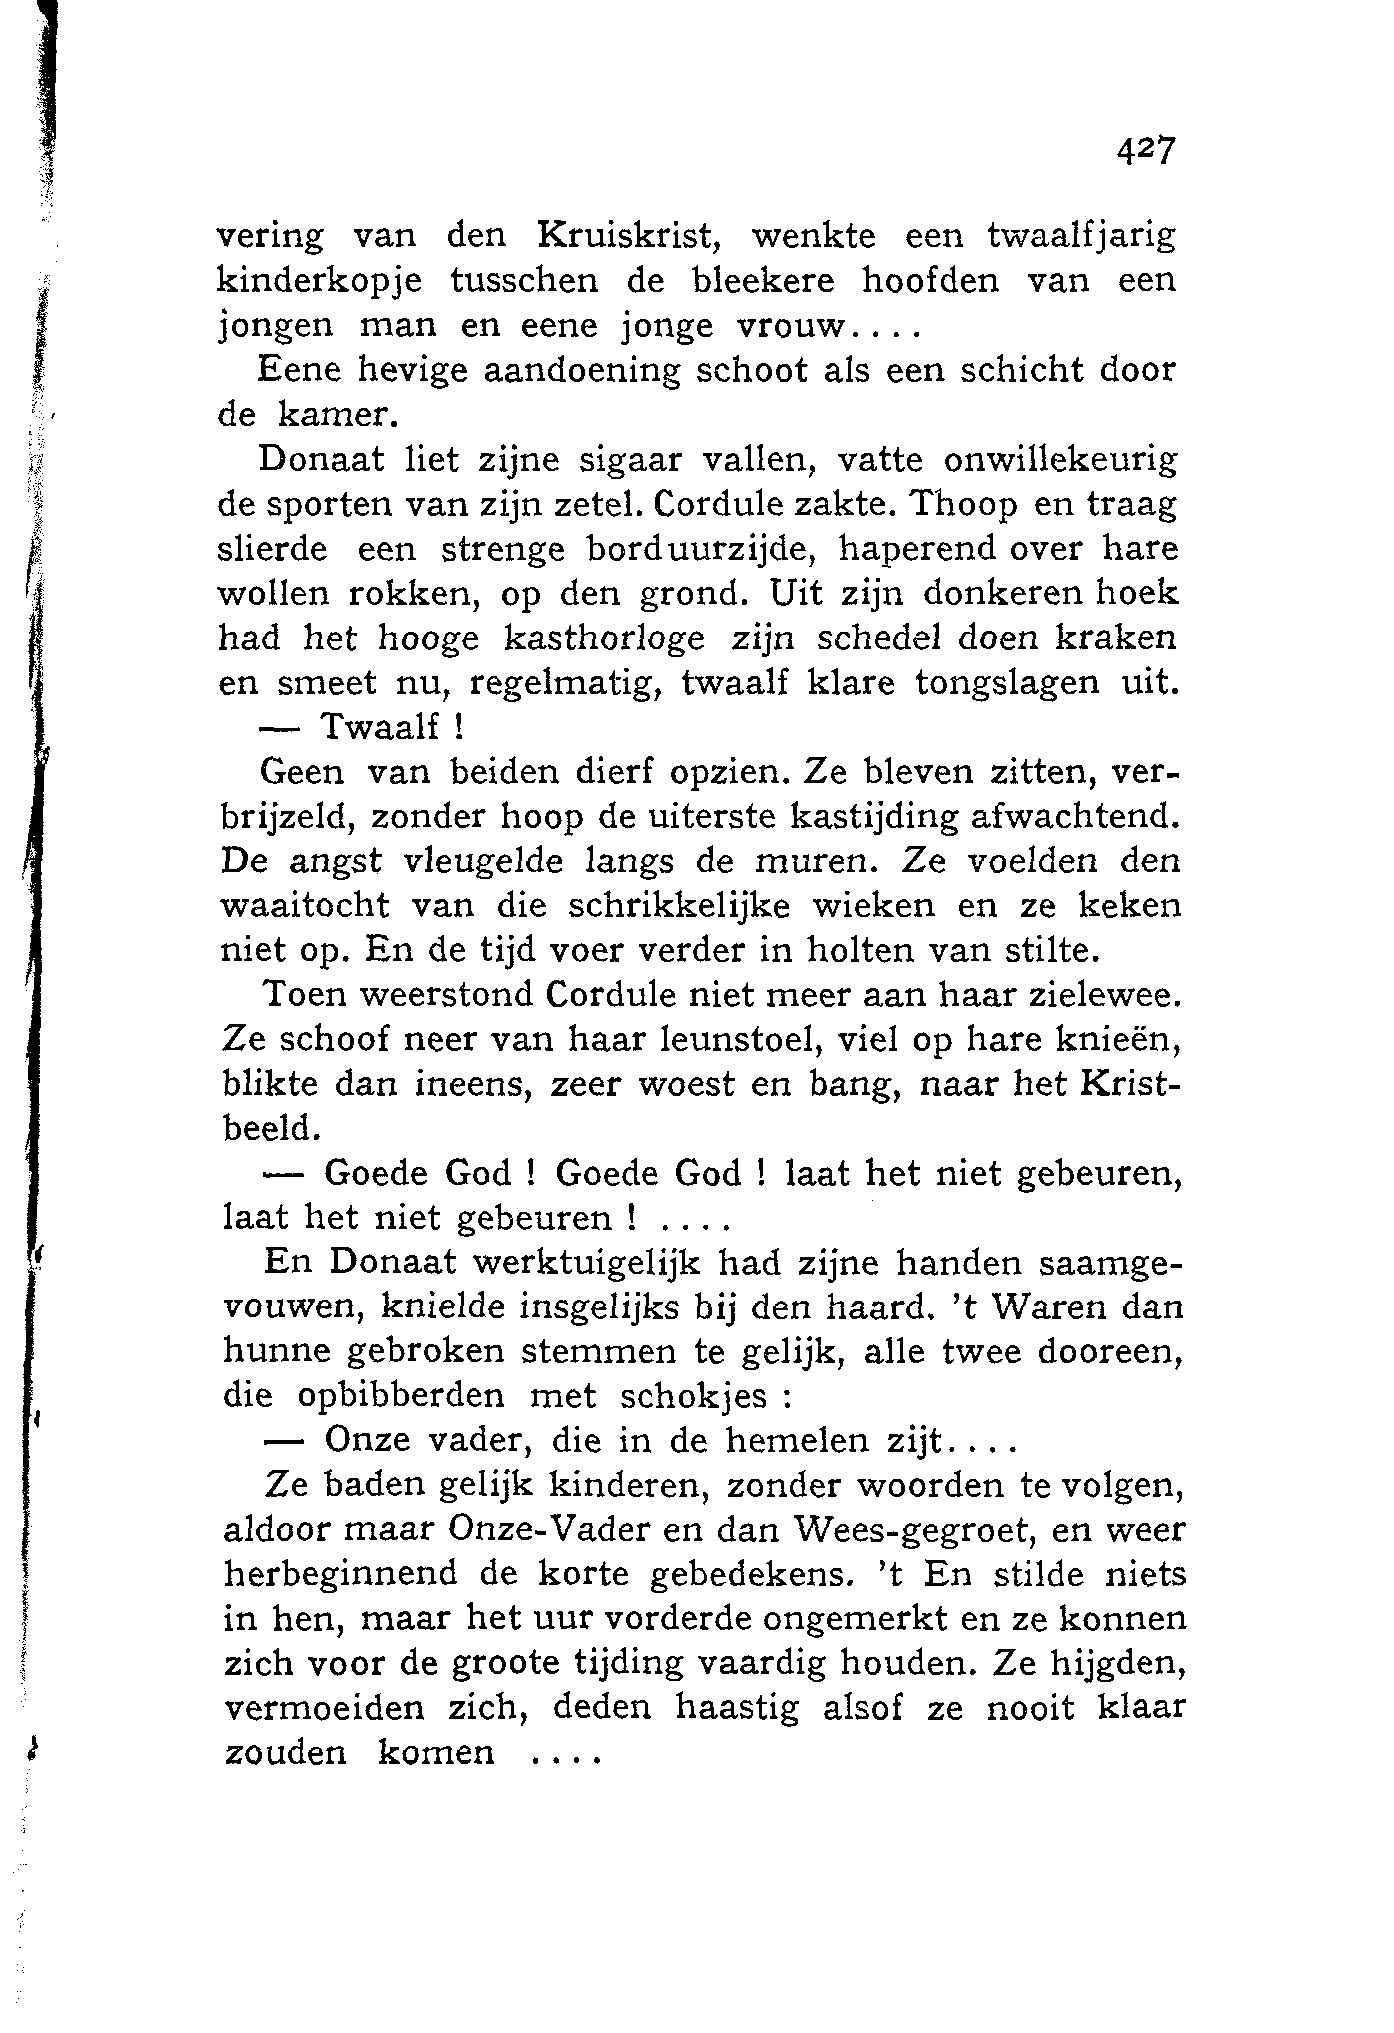 427
vering van den Kruiskrist, wenkte een twaalfjarig
kinderkopje tusschen de bleekere hoofden van een
jongen man en eene jonge vrouw....
Eene hevige aandoening schoot als een schicht door
de kamer.
Donaat liet zijne sigaar vallen, vatte onwillekeurig
de sporten van zijn zetel. Cordule zakte. Thoop en traag
slierde een strenge borduurzijde, haperend over hare
wollen rokken, op den grond. Uit zijn donkeren hoek
had het hooge kasthorloge zijn schedel doen kraken
en smeet nu, regelmatig, twaalf klare tongslagen uit.
— Twaalf !
Geen van beiden dierf opzien. Ze bleven zitten, ver-
brijzeld, zonder hoop de uiterste kastijding afwachtend.
De angst vleugelde langs de muren. Ze voelden den
waaitocht van die schrikkelijke wieken en ze keken
niet op. En de tijd voer verder in holten van stilte.
Toen weerstond Cordule niet meer aan haar zielewee.
Ze schoof neer van haar leunstoel, viel op hare knieën,
blikte dan ineens, zeer woest en bang, naar het Krist-
beeld.
— Goede God ! Goede God ! laat het niet gebeuren,
laat het niet gebeuren ! ....
En Donaat werktuigelijk had zijne handen saamge-
vouwen, knielde insgelijks bij den haard. 't Waren dan
hunne gebroken stemmen te gelijk, alle twee dooreen,
die opbibberden met schokjes :
— Onze vader, die in de hemelen zijt....
Ze baden gelijk kinderen, zonder woorden te volgen,
aldoor maar Onze-Vader en dan Wees-gegroet, en weer
herbeginnend de korte gebedekens. 't En stilde niets
in hen, maar het uur vorderde ongemerkt en ze konnen
zich voor de groote tijding vaardig houden. Ze hijgden,
vermoeiden zich, deden haastig alsof ze nooit klaar
zouden komen ....